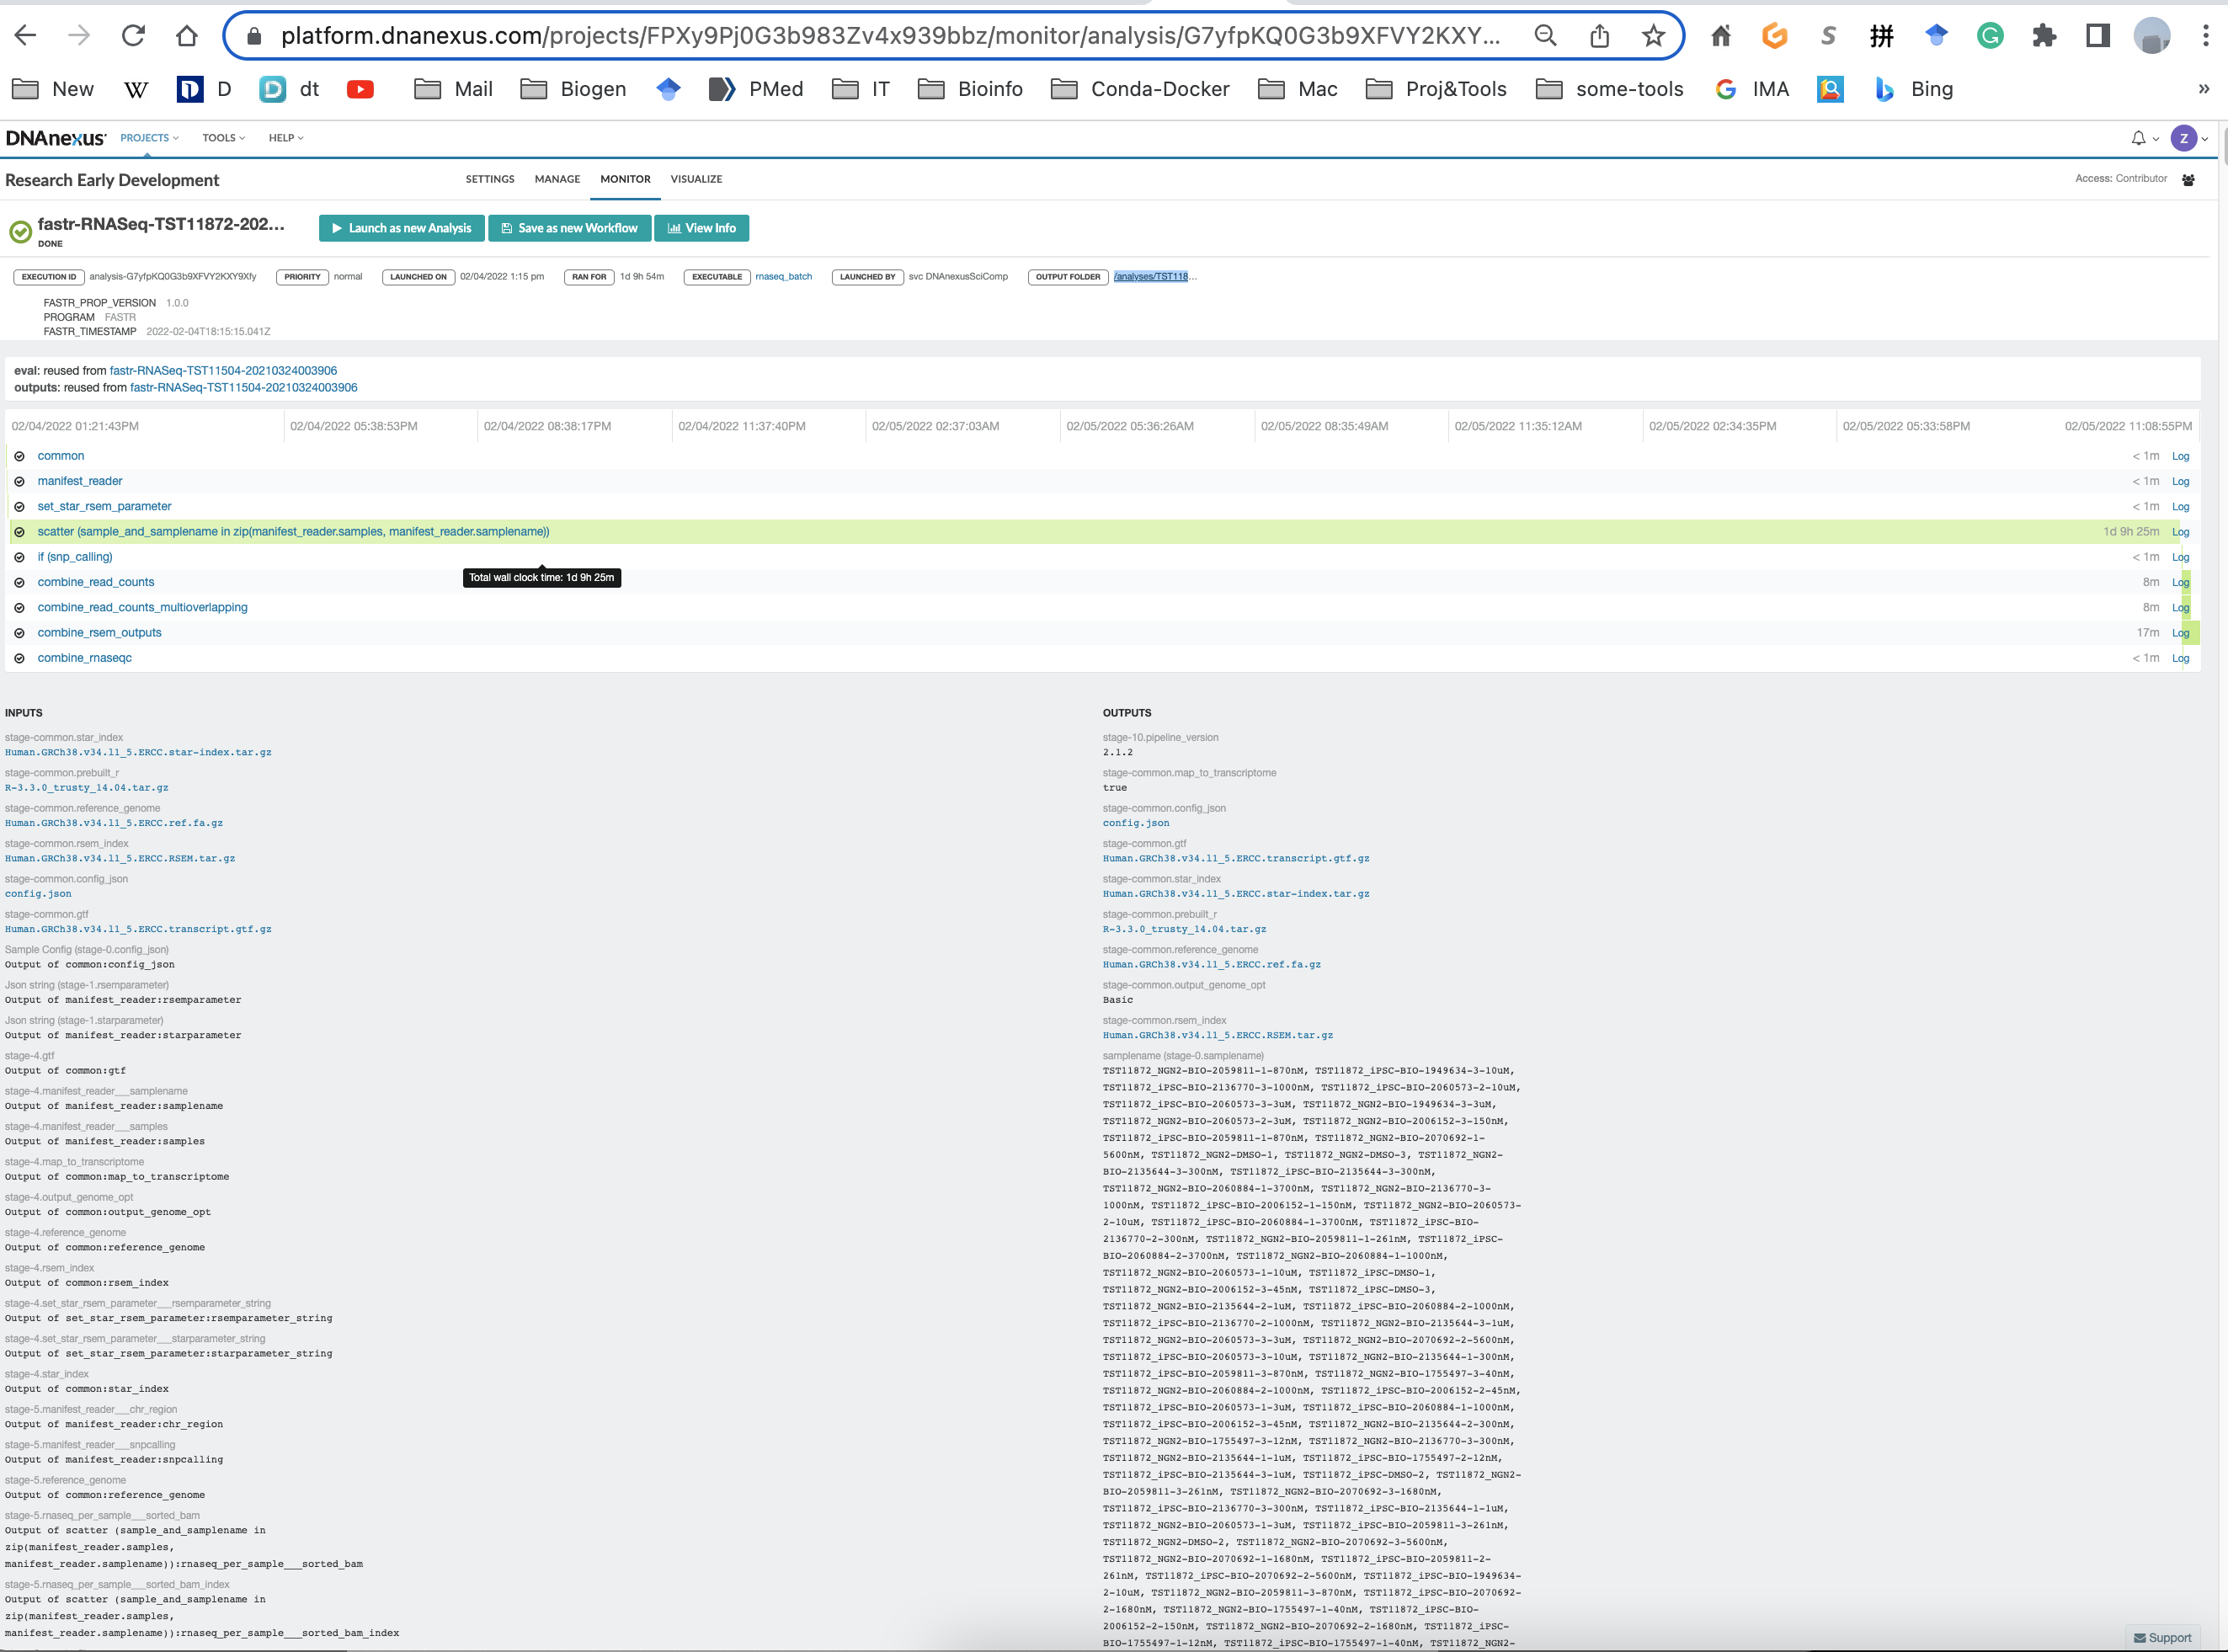 platform.dnanexus.com/projects/FPXy9Pj0G3b983Zv4x939bbz/monitor/analysis/G7yfpKQ0G3b9XFVY2KXY...
New W D D dt Mail Biogen PMed IT Bioinfo Conda-Docker Mac Proj&Tools some-tools IMA Bing »
DNAnexus PROJECTS TOOLS HELP Z
Research Early Development SETTINGS MANAGE MONITOR VISUALIZE Access: Contributor
fastr-RNASeq-TST11872-202... Launch as new Analysis Save as new Workflow View Info
DONE
EXECUTION ID analysis-G7yfpKQ0G3b9XFVY2KXY9Xfy PRIORITY normal LAUNCHED ON 02/04/2022 1:15 pm RAN FOR 1d 9h 54m EXECUTABLE rnaseq_batch LAUNCHED BY svc DNAnexusSciComp OUTPUT FOLDER /analyses/TST118...
FASTR_PROP_VERSION 1.0.0
PROGRAM FASTR
FASTR_TIMESTAMP 2022-02-04T18:15:15.041Z
eval: reused from fastr-RNASeq-TST11504-20210324003906
outputs: reused from fastr-RNASeq-TST11504-20210324003906
02/04/2022 01:21:43PM 02/04/2022 05:38:53PM 02/04/2022 08:38:17PM 02/04/2022 11:37:40PM 02/05/2022 02:37:03AM 02/05/2022 05:36:26AM 02/05/2022 08:35:49AM 02/05/2022 11:35:12AM 02/05/2022 02:34:35PM 02/05/2022 05:33:58PM 02/05/2022 11:08:55PM
common < 1m Log
manifest_reader < 1m Log
set_star_rsem_parameter < 1m Log
scatter (sample_and_samplename in zip(manifest_reader.samples, manifest_reader.samplename)) 1d 9h 25m Log
if (snp_calling) < 1m Log
Total wall clock time: 1d 9h 25m
combine_read_counts 8m Log
combine_read_counts_multioverlapping 8m Log
combine_rsem_outputs 17m Log
combine_rnaseqc < 1m Log
INPUTS
stage-common.star_index
Human.GRCh38.v34.l1_5.ERCC.star-index.tar.gz
stage-common.prebuilt_r
R-3.3.0_trusty_14.04.tar.gz
stage-common.reference_genome
Human.GRCh38.v34.l1_5.ERCC.ref.fa.gz
stage-common.rsem_index
Human.GRCh38.v34.l1_5.ERCC.RSEM.tar.gz
stage-common.config_json
config.json
stage-common.gtf
Human.GRCh38.v34.l1_5.ERCC.transcript.gtf.gz
Sample Config (stage-0.config_json)
Output of common:config_json
Json string (stage-1.rsemparameter)
Output of manifest_reader:rsemparameter
Json string (stage-1.starparameter)
Output of manifest_reader:starparameter
stage-4.gtf
Output of common:gtf
stage-4.manifest_reader___samplename
Output of manifest_reader:samplename
stage-4.manifest_reader___samples
Output of manifest_reader:samples
stage-4.map_to_transcriptome
Output of common:map_to_transcriptome
stage-4.output_genome_opt
Output of common:output_genome_opt
stage-4.reference_genome
Output of common:reference_genome
stage-4.rsem_index
Output of common:rsem_index
stage-4.set_star_rsem_parameter___rsemparameter_string
Output of set_star_rsem_parameter:rsemparameter_string
stage-4.set_star_rsem_parameter___starparameter_string
Output of set_star_rsem_parameter:starparameter_string
stage-4.star_index
Output of common:star_index
stage-5.manifest_reader___chr_region
Output of manifest_reader:chr_region
stage-5.manifest_reader___snpcalling
Output of manifest_reader:snpcalling
stage-5.reference_genome
Output of common:reference_genome
stage-5.rnaseq_per_sample___sorted_bam
Output of scatter (sample_and_samplename in
zip(manifest_reader.samples,
manifest_reader.samplename)):rnaseq_per_sample___sorted_bam
stage-5.rnaseq_per_sample___sorted_bam_index
Output of scatter (sample_and_samplename in
zip(manifest_reader.samples,
manifest_reader.samplename)):rnaseq_per_sample___sorted_bam_index
OUTPUTS
stage-10.pipeline_version
2.1.2
stage-common.map_to_transcriptome
true
stage-common.config_json
config.json
stage-common.gtf
Human.GRCh38.v34.l1_5.ERCC.transcript.gtf.gz
stage-common.star_index
Human.GRCh38.v34.l1_5.ERCC.star-index.tar.gz
stage-common.prebuilt_r
R-3.3.0_trusty_14.04.tar.gz
stage-common.reference_genome
Human.GRCh38.v34.l1_5.ERCC.ref.fa.gz
stage-common.output_genome_opt
Basic
stage-common.rsem_index
Human.GRCh38.v34.l1_5.ERCC.RSEM.tar.gz
samplename (stage-0.samplename)
TST11872_NGN2-BIO-2059811-1-870nM, TST11872_iPSC-BIO-1949634-3-10uM,
TST11872_iPSC-BIO-2136770-3-1000nM, TST11872_iPSC-BIO-2060573-2-10uM,
TST11872_iPSC-BIO-2060573-3-3uM, TST11872_NGN2-BIO-1949634-3-3uM,
TST11872_NGN2-BIO-2060573-2-3uM, TST11872_NGN2-BIO-2006152-3-150nM,
TST11872_iPSC-BIO-2059811-1-870nM, TST11872_NGN2-BIO-2070692-1-
5600nM, TST11872_NGN2-DMSO-1, TST11872_NGN2-DMSO-3, TST11872_NGN2-
BIO-2135644-3-300nM, TST11872_iPSC-BIO-2135644-3-300nM,
TST11872_NGN2-BIO-2060884-1-3700nM, TST11872_NGN2-BIO-2136770-3-
1000nM, TST11872_iPSC-BIO-2006152-1-150nM, TST11872_NGN2-BIO-2060573-
2-10uM, TST11872_iPSC-BIO-2060884-1-3700nM, TST11872_iPSC-BIO-
2136770-2-300nM, TST11872_NGN2-BIO-2059811-1-261nM, TST11872_iPSC-
BIO-2060884-2-3700nM, TST11872_NGN2-BIO-2060884-1-1000nM,
TST11872_NGN2-BIO-2060573-1-10uM, TST11872_iPSC-DMSO-1,
TST11872_NGN2-BIO-2006152-3-45nM, TST11872_iPSC-DMSO-3,
TST11872_NGN2-BIO-2135644-2-1uM, TST11872_iPSC-BIO-2060884-2-1000nM,
TST11872_iPSC-BIO-2136770-2-1000nM, TST11872_NGN2-BIO-2135644-3-1uM,
TST11872_NGN2-BIO-2060573-3-3uM, TST11872_NGN2-BIO-2070692-2-5600nM,
TST11872_iPSC-BIO-2060573-3-10uM, TST11872_NGN2-BIO-2135644-1-300nM,
TST11872_iPSC-BIO-2059811-3-870nM, TST11872_NGN2-BIO-1755497-3-40nM,
TST11872_NGN2-BIO-2060884-2-1000nM, TST11872_iPSC-BIO-2006152-2-45nM,
TST11872_iPSC-BIO-2060573-1-3uM, TST11872_iPSC-BIO-2060884-1-1000nM,
TST11872_iPSC-BIO-2006152-3-45nM, TST11872_NGN2-BIO-2135644-2-300nM,
TST11872_NGN2-BIO-1755497-3-12nM, TST11872_NGN2-BIO-2136770-3-300nM,
TST11872_NGN2-BIO-2135644-1-1uM, TST11872_iPSC-BIO-1755497-2-12nM,
TST11872_iPSC-BIO-2135644-3-1uM, TST11872_iPSC-DMSO-2, TST11872_NGN2-
BIO-2059811-3-261nM, TST11872_NGN2-BIO-2070692-3-1680nM,
TST11872_iPSC-BIO-2136770-3-300nM, TST11872_iPSC-BIO-2135644-1-1uM,
TST11872_NGN2-BIO-2060573-1-3uM, TST11872_iPSC-BIO-2059811-3-261nM,
TST11872_NGN2-DMSO-2, TST11872_NGN2-BIO-2070692-3-5600nM,
TST11872_NGN2-BIO-2070692-1-1680nM, TST11872_iPSC-BIO-2059811-2-
261nM, TST11872_iPSC-BIO-2070692-2-5600nM, TST11872_iPSC-BIO-1949634-
2-10uM, TST11872_NGN2-BIO-2059811-3-870nM, TST11872_iPSC-BIO-2070692-
2-1680nM, TST11872_NGN2-BIO-1755497-1-40nM, TST11872_iPSC-BIO-
2006152-2-150nM, TST11872_NGN2-BIO-2070692-2-1680nM, TST11872_iPSC-
BIO-1755497-1-12nM, TST11872_iPSC-BIO-1755497-1-40nM, TST11872_NGN2-
Support